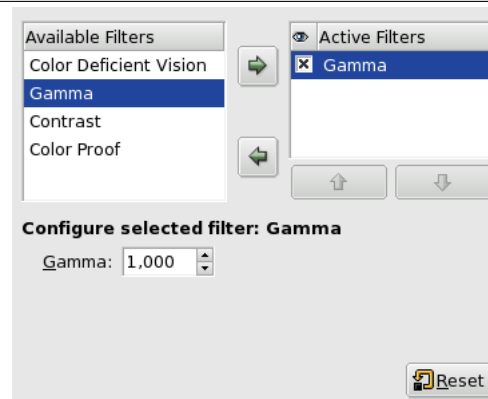 Available Filters
Color Deficient Vision
Gamma
Contrast
Color Proof
Active Filters
Gamma
Configure selected filter: Gamma
Gamma: 1,000
Reset